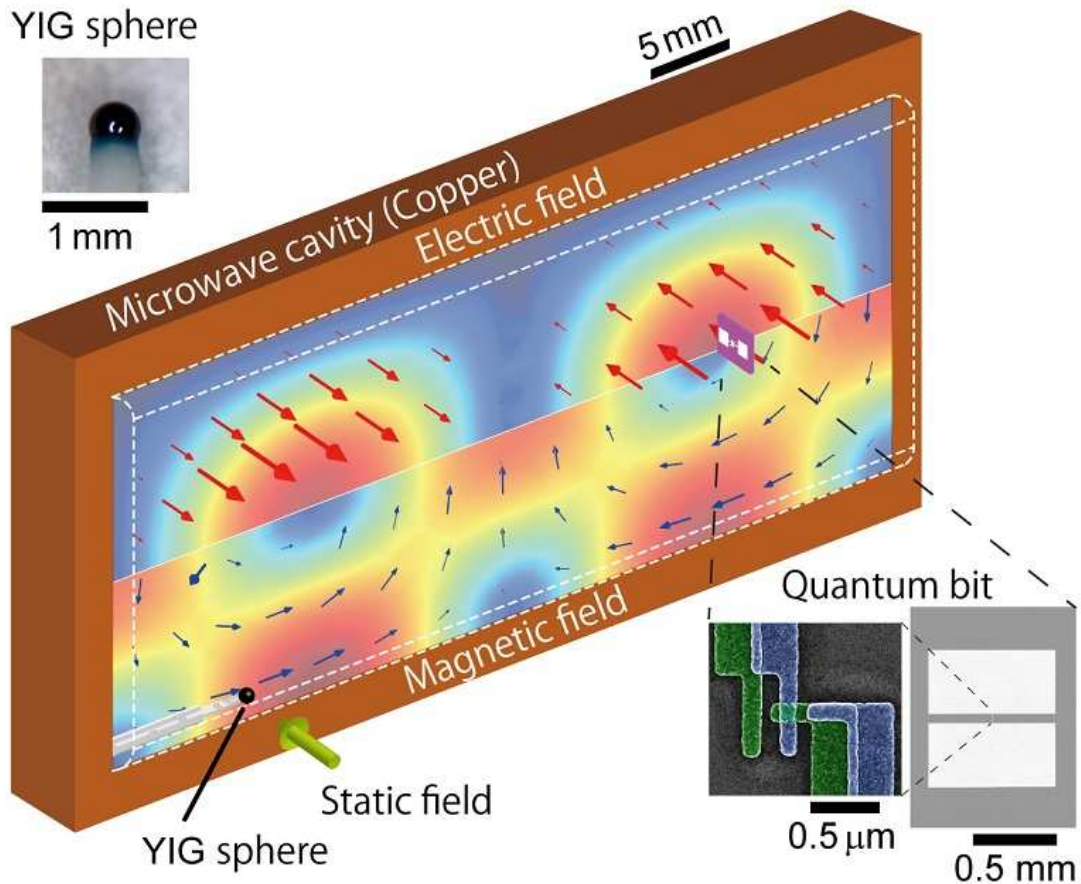 YIG sphere
1 mm
5 mm
Microwave cavity (Copper)
Electric field
Magnetic field
Static field
YIG sphere
Quantum bit
0.5 μm
0.5 mm